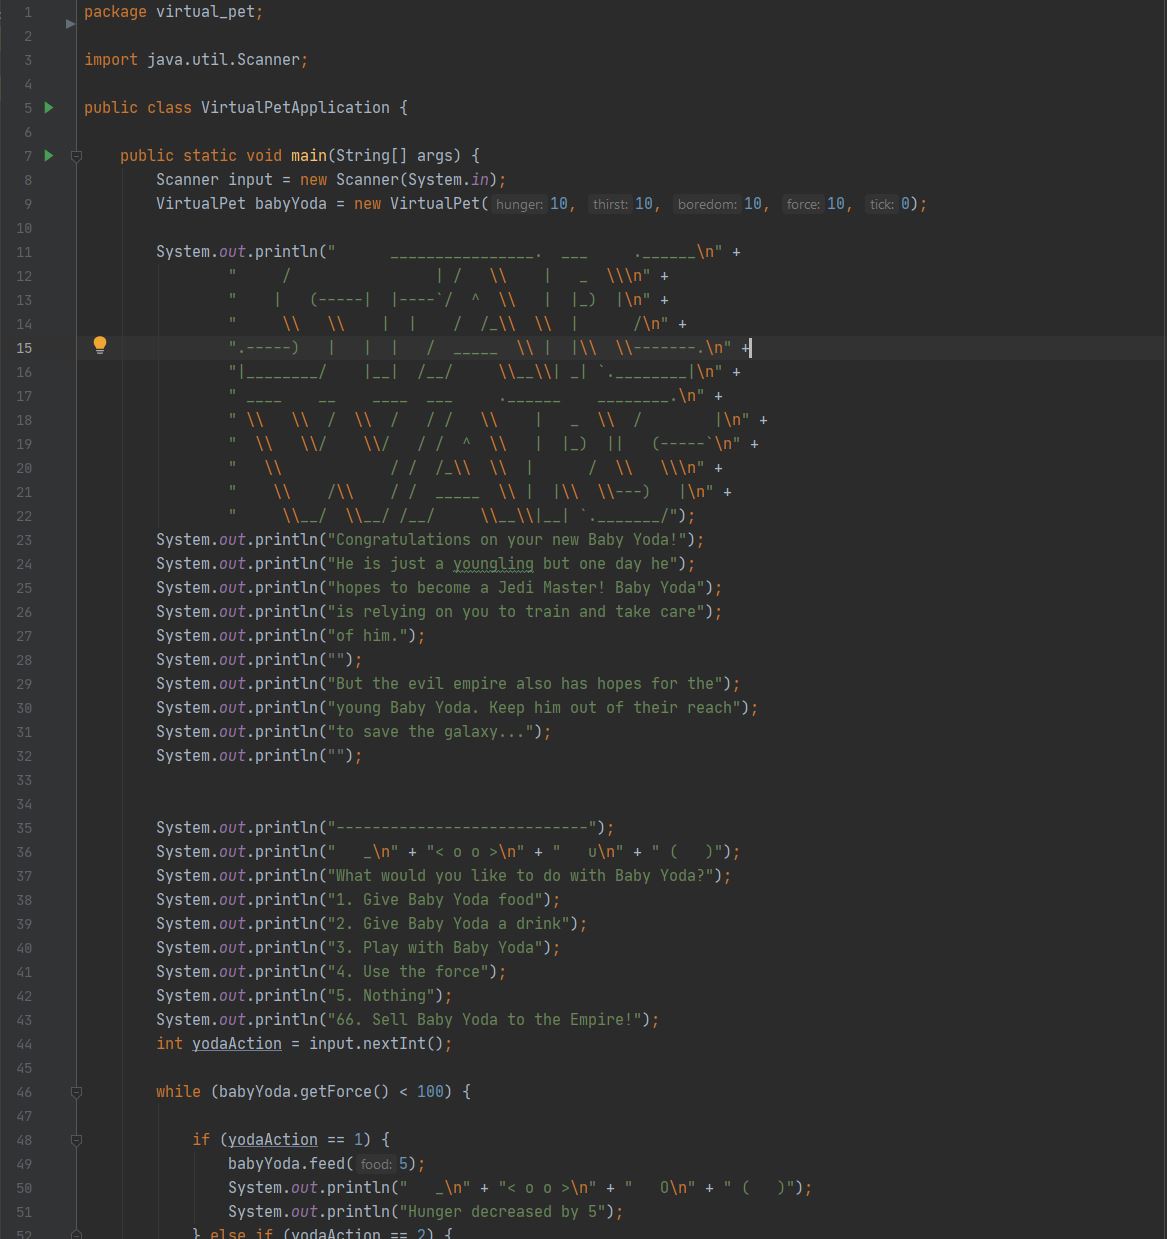 1 package virtual_pet;
2
3 import java.util.Scanner;
4
5 public class VirtualPetApplication {
6
7     public static void main(String[] args) {
8         Scanner input = new Scanner(System.in);
9         VirtualPet babyYoda = new VirtualPet( hunger: 10,  thirst: 10,  boredom: 10,  force: 10,  tick: 0);
10
11         System.out.println("      ________________.  ___     .______\n" +
12                 "     /                | /   \\    |   _  \\\n" +
13                 "    |   (-----|  |----`/  ^  \\   |  |_)  |\n" +
14                 "     \\   \\    |  |    /  /_\\  \\  |      /\n" +
15                 ".-----)   |   |  |   /  _____  \\ |  |\\  \\-------.\n" +
16                 "|________/    |__|  /__/     \\__\\| _| `.________|\n" +
17                 " ____    __    ____  ___     .______    ________.\n" +
18                 " \\   \\  /  \\  /   / /   \\    |   _  \\  /        |\n" +
19                 "  \\   \\/    \\/   / /  ^  \\   |  |_)  ||   (-----`\n" +
20                 "   \\            / /  /_\\  \\  |      /  \\   \\\n" +
21                 "    \\    /\\    / /  _____  \\ |  |\\  \\---)   |\n" +
22                 "     \\__/  \\__/ /__/     \\__\\|__| `._______/");
23         System.out.println("Congratulations on your new Baby Yoda!");
24         System.out.println("He is just a youngling but one day he");
25         System.out.println("hopes to become a Jedi Master! Baby Yoda");
26         System.out.println("is relying on you to train and take care");
27         System.out.println("of him.");
28         System.out.println("");
29         System.out.println("But the evil empire also has hopes for the");
30         System.out.println("young Baby Yoda. Keep him out of their reach");
31         System.out.println("to save the galaxy...");
32         System.out.println("");
33
34
35         System.out.println("----------------------------");
36         System.out.println("   _\n" + "< o o >\n" + "   u\n" + " (   )");
37         System.out.println("What would you like to do with Baby Yoda?");
38         System.out.println("1. Give Baby Yoda food");
39         System.out.println("2. Give Baby Yoda a drink");
40         System.out.println("3. Play with Baby Yoda");
41         System.out.println("4. Use the force");
42         System.out.println("5. Nothing");
43         System.out.println("66. Sell Baby Yoda to the Empire!");
44         int yodaAction = input.nextInt();
45
46         while (babyYoda.getForce() < 100) {
47
48             if (yodaAction == 1) {
49                 babyYoda.feed( food: 5);
50                 System.out.println("   _\n" + "< o o >\n" + "   O\n" + " (   )");
51                 System.out.println("Hunger decreased by 5");
52             } else if (yodaAction == 2) {